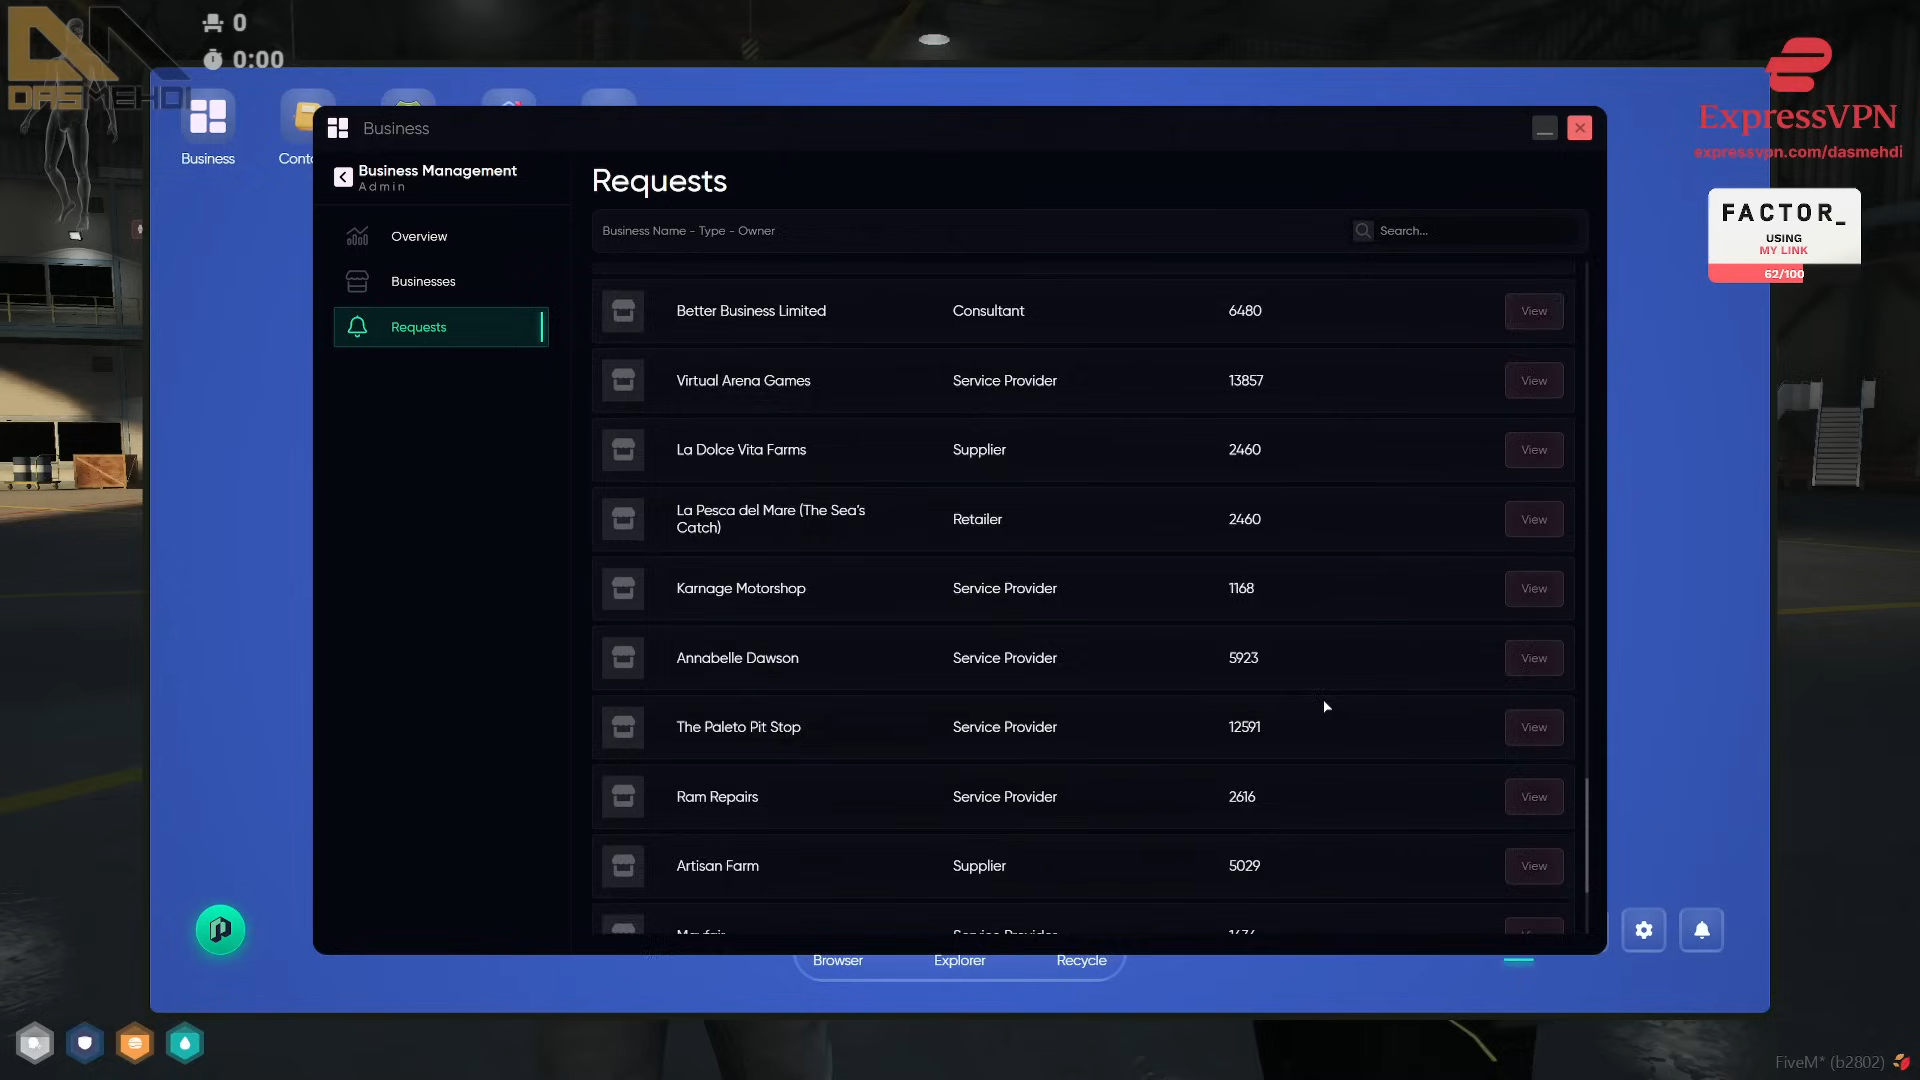 0
0:00
DASMEHDI
Business
Business
ExpressVPN
expressvpn.com/dasmehdi
FACTOR_
USING
MY LINK
62/100
Business Management
Admin
Overview
Businesses
Requests
Requests
Business Name - Type - Owner
Search...
Better Business Limited Consultant 6480 View
Virtual Arena Games Service Provider 13857 View
La Dolce Vita Farms Supplier 2460 View
La Pesca del Mare (The Sea's
Catch) Retailer 2460 View
Karnage Motorshop Service Provider 1168 View
Annabelle Dawson Service Provider 5923 View
The Paleto Pit Stop Service Provider 12591 View
Ram Repairs Service Provider 2616 View
Artisan Farm Supplier 5029 View
Service Provider
Browser Explorer Recycle
FiveM* (b2802)